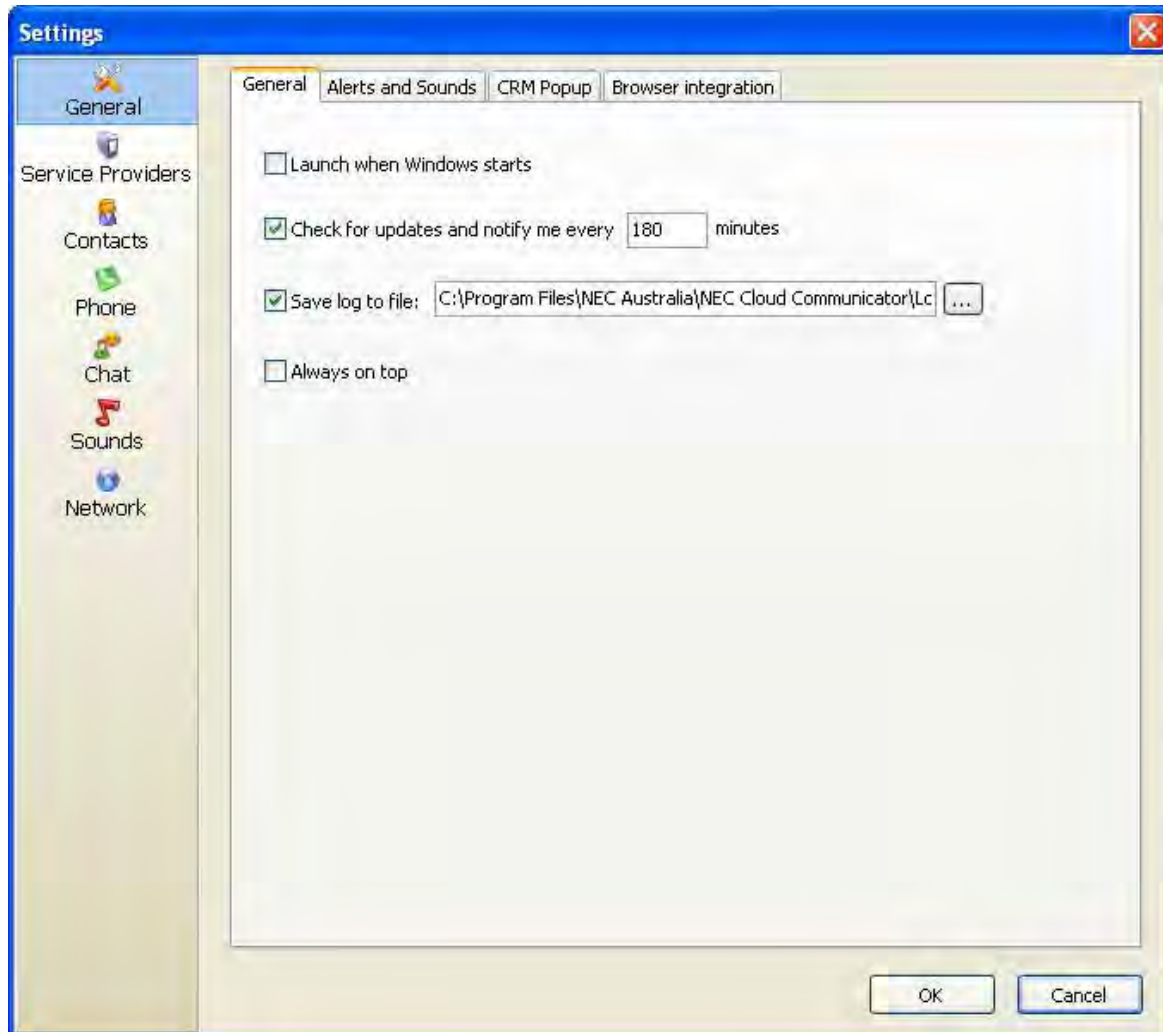 Settings
General
Service Providers
Contacts
Phone
Chat
Sounds
Network
General Alerts and Sounds CRM Popup Browser integration
Launch when Windows starts
Check for updates and notify me every 180 minutes
Save log to file: C:\Program Files\NEC Australia\NEC Cloud Communicator\Lc ...
Always on top
OK Cancel